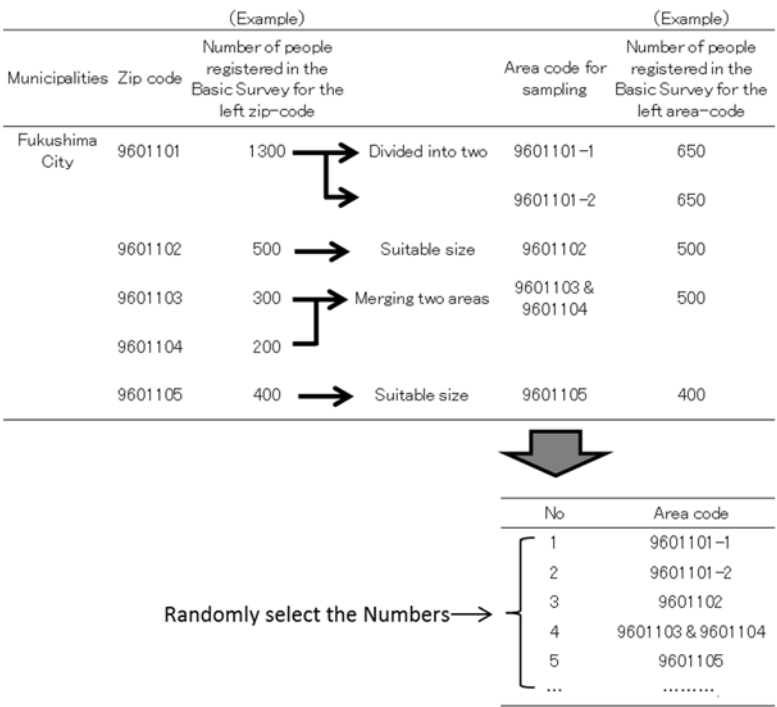 (Example) (Example)
Municipalities Zip code Number of people registered in the Basic Survey for the left zip-code Area code for sampling Number of people registered in the Basic Survey for the left area-code
Fukushima City 9601101 1300 Divided into two 9601101-1 650
9601101-2 650
9601102 500 Suitable size 9601102 500
9601103 300 Merging two areas 9601103 & 9601104 500
9601104 200
9601105 400 Suitable size 9601105 400
No Area code
1 9601101-1
2 9601101-2
3 9601102
Randomly select the Numbers
4 9601103 & 9601104
5 9601105
... .........